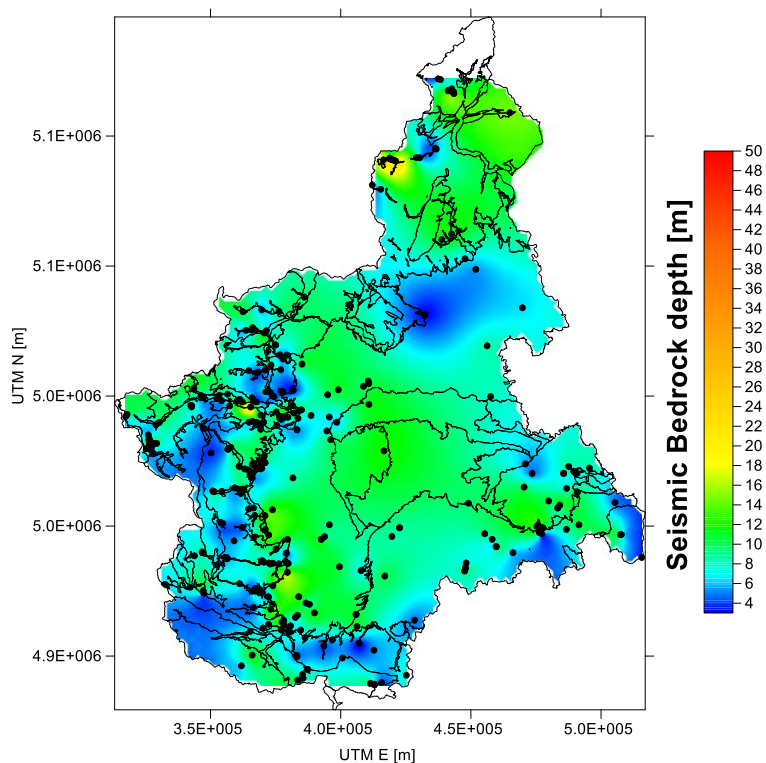 5.1E+006
5.1E+006
5.0E+006
5.0E+006
4.9E+006
UTM N [m]
3.5E+005
4.0E+005
4.5E+005
5.0E+005
UTM E [m]
Seismic Bedrock depth [m]
50
48
46
44
42
40
38
36
34
32
30
28
26
24
22
20
18
16
14
12
10
8
6
4